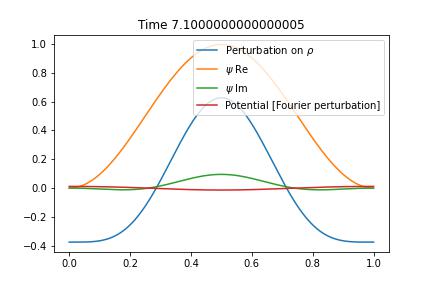 Time 7.1000000000000005
Perturbation on ρ
ψ Re
ψ Im
Potential [Fourier perturbation]
1.0
0.8
0.6
0.4
0.2
0.0
−0.2
−0.4
0.0 0.2 0.4 0.6 0.8 1.0